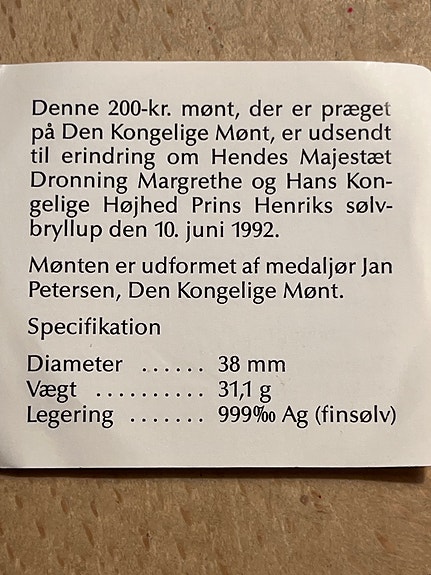 Denne 200-kr. mønt, der er præget
på Den Kongelige Mønt, er udsendt
til erindring om Hendes Majestæt
Dronning Margrethe og Hans Kon-
gelige Højhed Prins Henriks sølv-
bryllup den 10. juni 1992.
Mønten er udformet af medaljør Jan
Petersen, Den Kongelige Mønt.
Specifikation
Diameter ...... 38 mm
Vægt .......... 31,1 g
Legering ....... 999‰ Ag (finsølv)